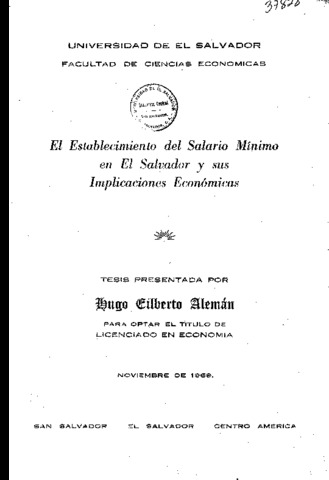 37820
UNIVERSIDAD DE EL SALVADOR
FACULTAD DE CIENCIAS ECONOMICAS
El Establecimiento del Salario Mínimo
en El Salvador y sus
Implicaciones Económicas
TESIS PRESENTADA POR
Hugo Eilberto Alemán
PARA OPTAR EL TITULO DE
LICENCIADO EN ECONOMIA
NOVIEMBRE DE 1969.
SAN SALVADOR EL SALVADOR CENTRO AMERICA